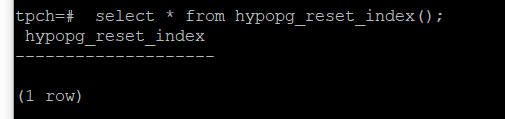 tpch=#  select * from hypopg_reset_index();
 hypopg_reset_index
--------------------
(1 row)